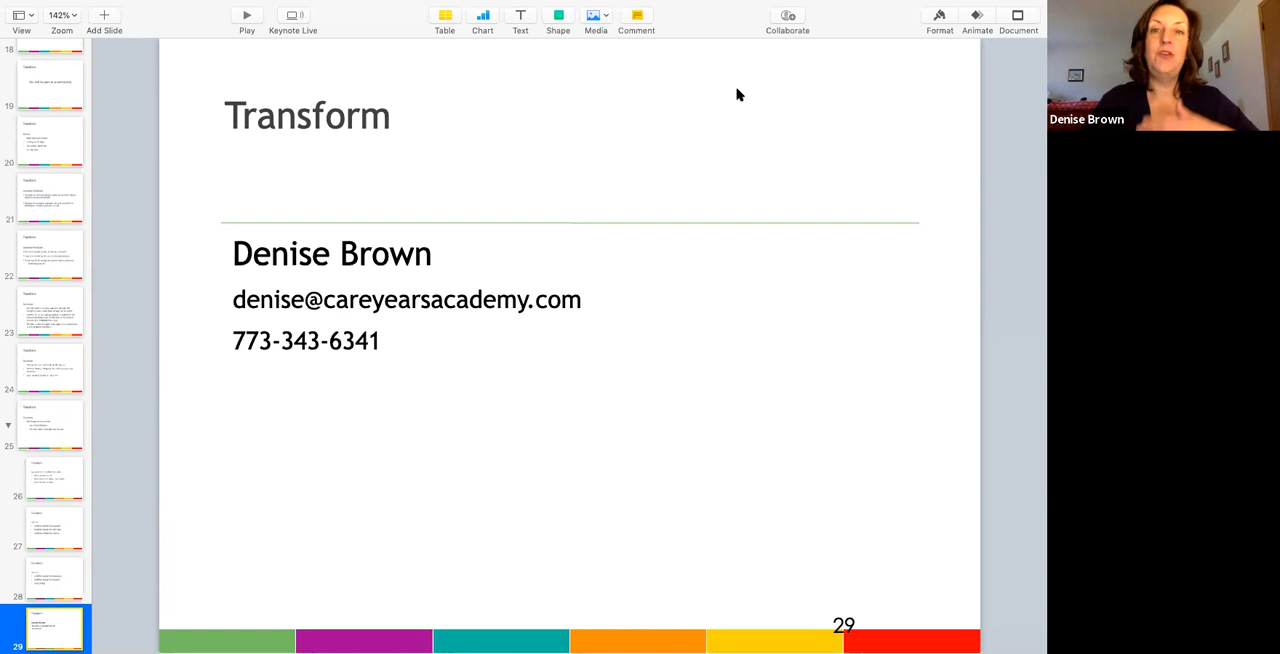 142%
View
Zoom
Add Slide
Play
Keynote Live
Table
Chart
Text
Shape
Media
Comment
Collaborate
Format
Animate
Document
18
19
20
21
22
23
24
25
26
27
28
29
Transform
Denise Brown
denise@careyearsacademy.com
773-343-6341
29
Denise Brown